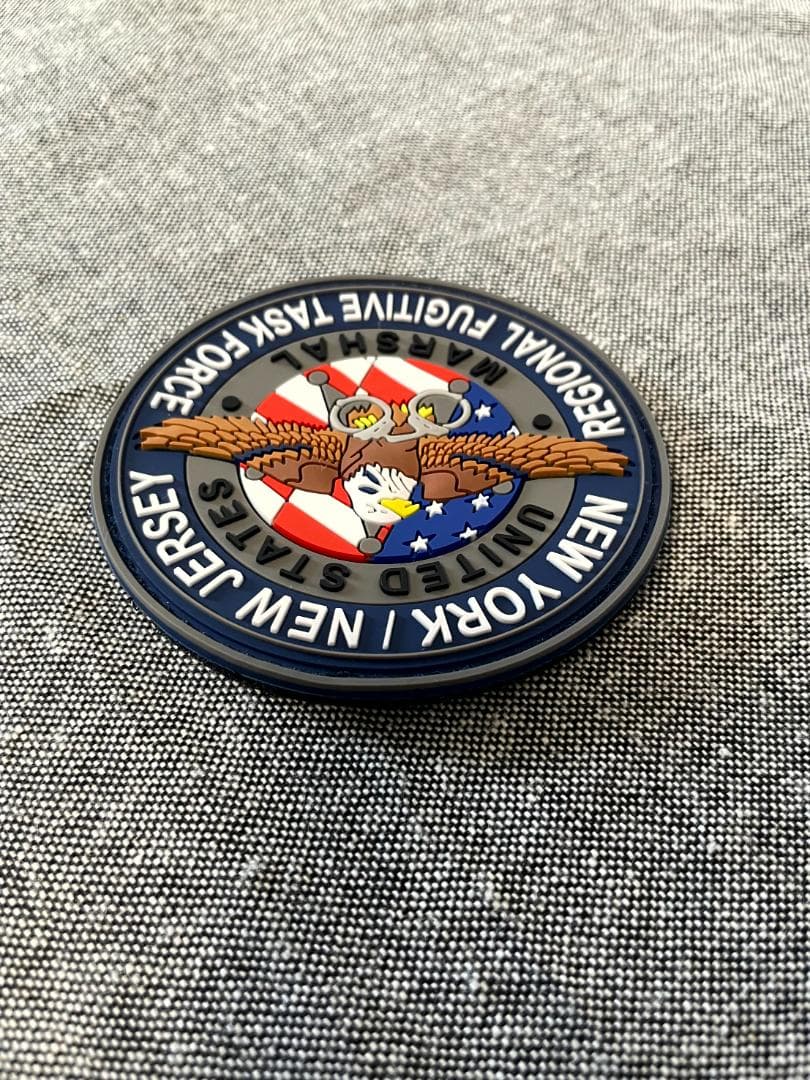 NEW YORK / NEW JERSEY
REGIONAL FUGITIVE TASK FORCE
UNITED STATES
MARSHAL